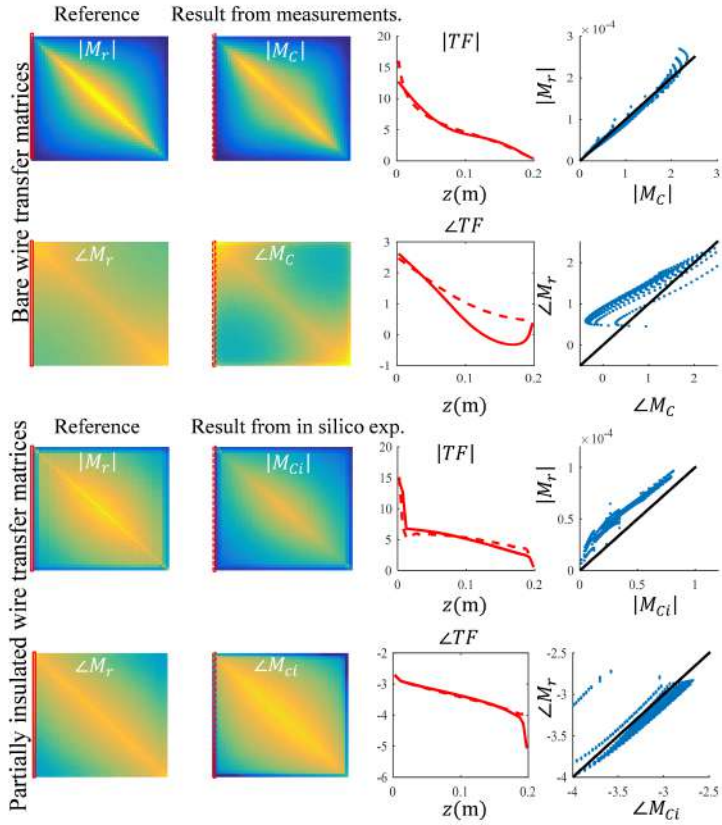 Reference
Result from measurements.
Bare wire transfer matrices
|M_r|
|M_C|
|TF|
20
15
10
5
0
0
0.1
0.2
z(m)
×10⁻⁴
|M_r|
3
2
1
0
0
1
2
3
|M_C|
∠M_r
∠M_C
∠TF
3
2
1
0
-1
0
0.1
0.2
z(m)
∠M_r
2
1
0
0
1
2
∠M_C
Partially insulated wire transfer matrices
Reference
Result from in silico exp.
|M_r|
|M_Ci|
|TF|
20
15
10
5
0
0
0.1
0.2
z(m)
×10⁻⁴
|M_r|
1
0.5
0
0
1
|M_Ci|
∠M_r
∠M_ci
∠TF
-2
-3
-4
-5
-6
0
0.1
0.2
z(m)
∠M_r
-2.5
-3
-3.5
-4
-4
-3.5
-3
-2.5
∠M_Ci